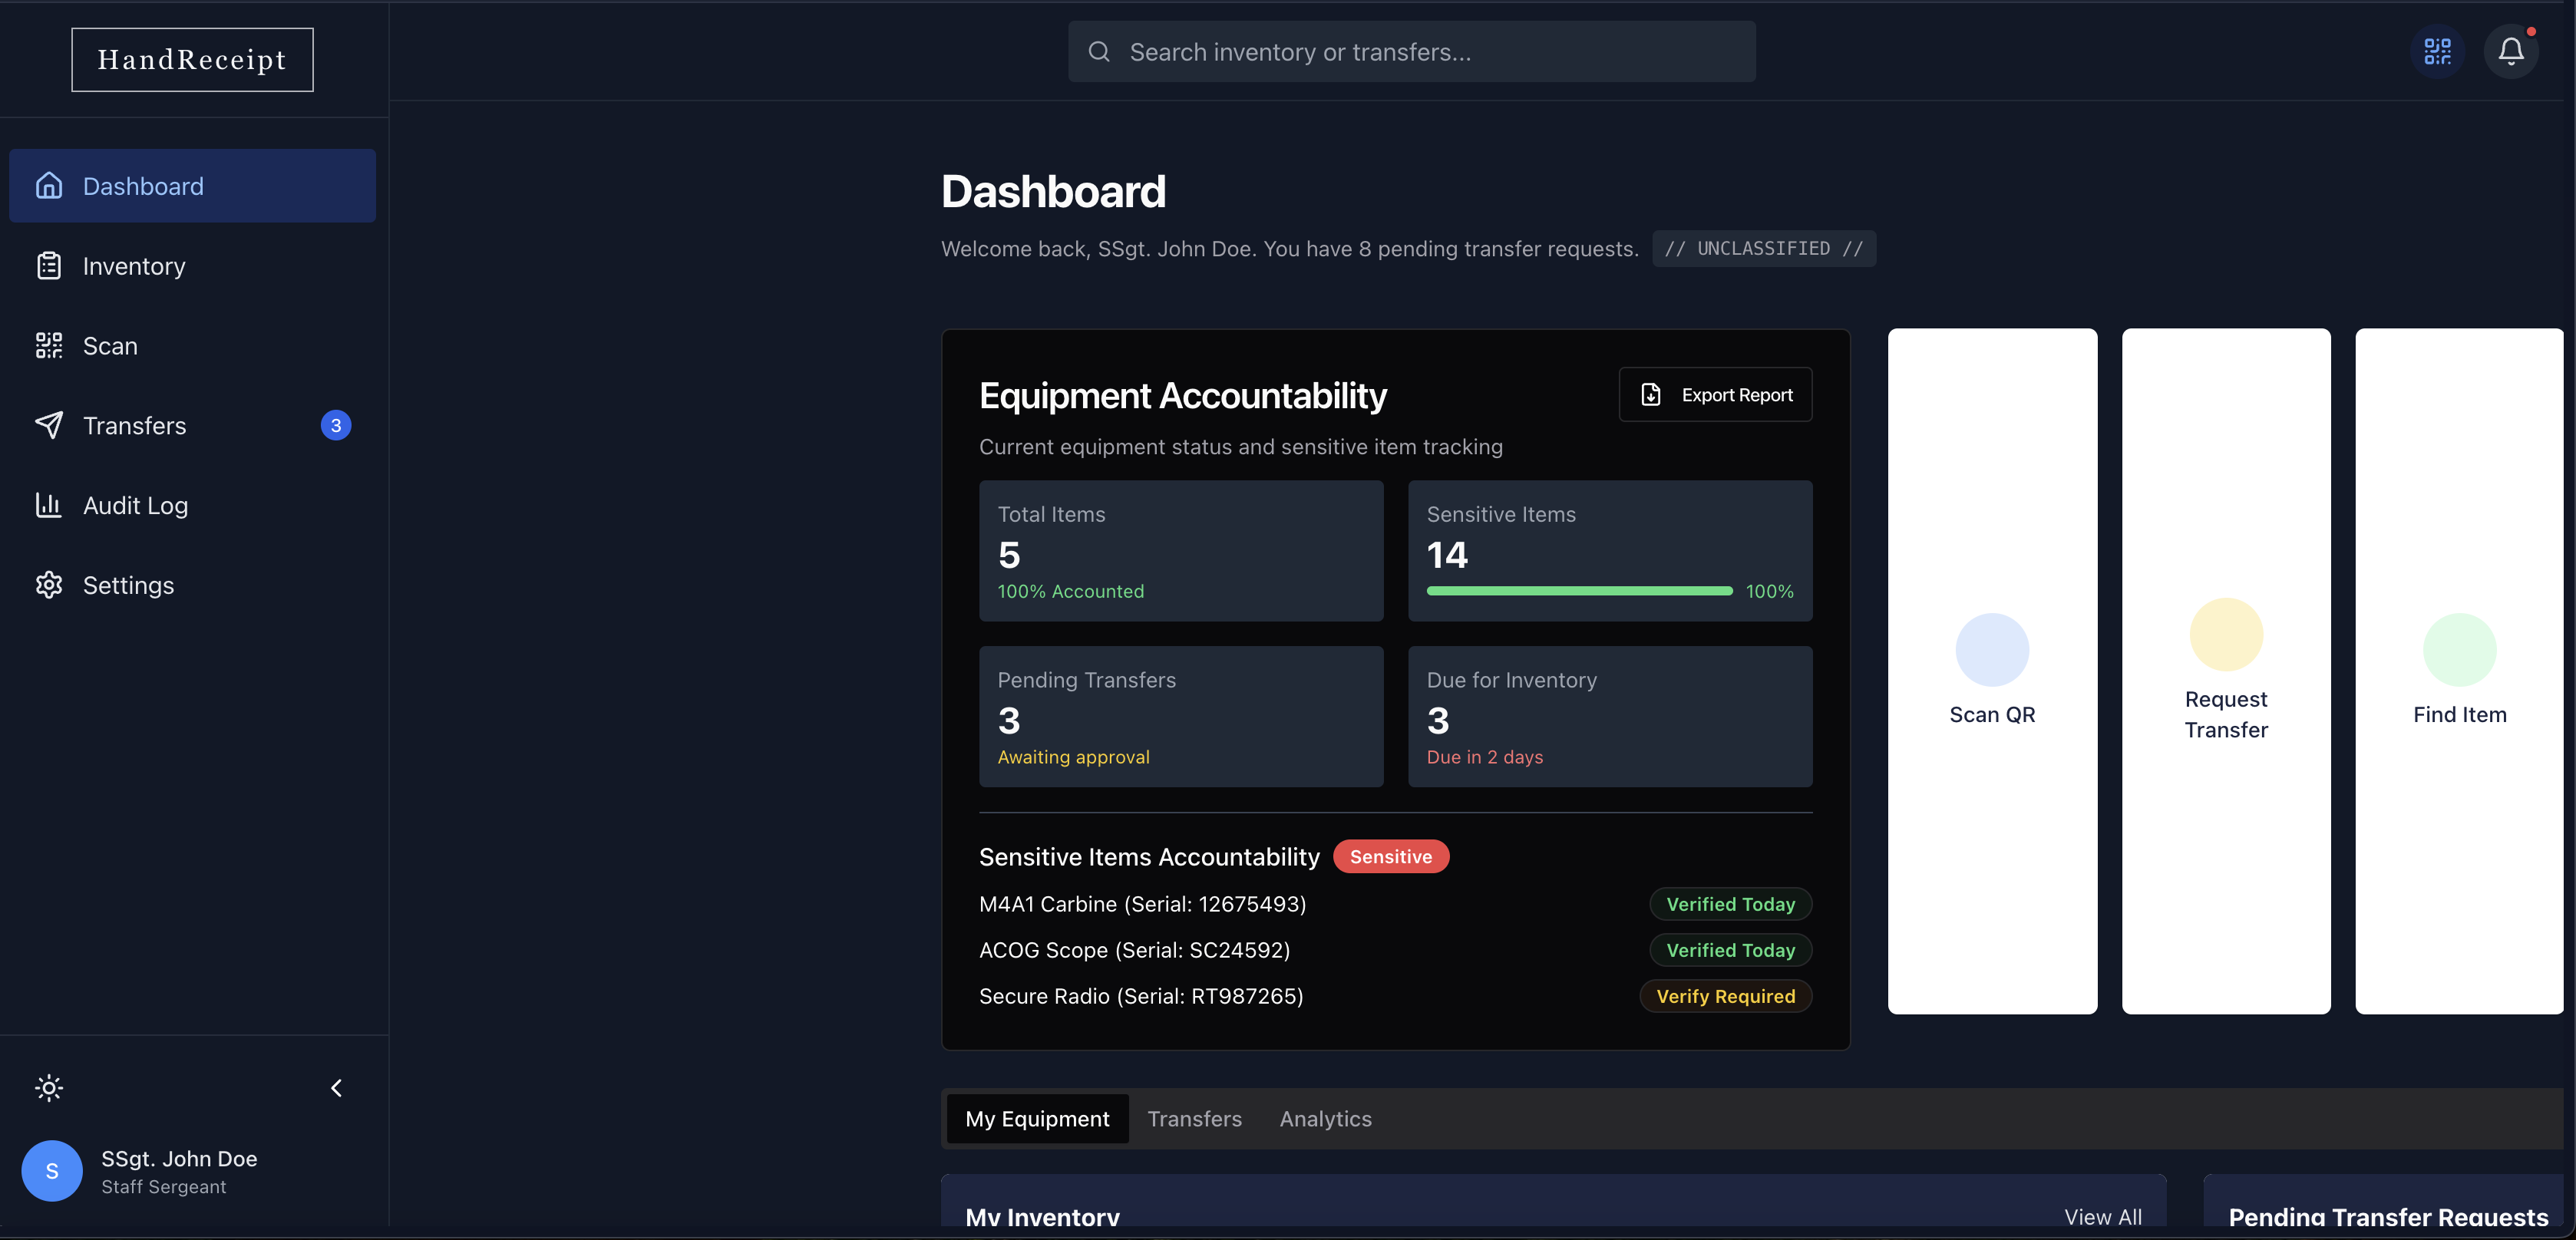 HandReceipt
Search inventory or transfers...
Dashboard
Inventory
Scan
Transfers 3
Audit Log
Settings
S
SSgt. John Doe
Staff Sergeant
Dashboard
Welcome back, SSgt. John Doe. You have 8 pending transfer requests. // UNCLASSIFIED //
Equipment Accountability
Export Report
Current equipment status and sensitive item tracking
Total Items
5
100% Accounted
Sensitive Items
14
100%
Pending Transfers
3
Awaiting approval
Due for Inventory
3
Due in 2 days
Sensitive Items Accountability Sensitive
M4A1 Carbine (Serial: 12675493) Verified Today
ACOG Scope (Serial: SC24592) Verified Today
Secure Radio (Serial: RT987265) Verify Required
Scan QR
Request
Transfer
Find Item
My Equipment Transfers Analytics
My Inventory View All
Pending Transfer Requests